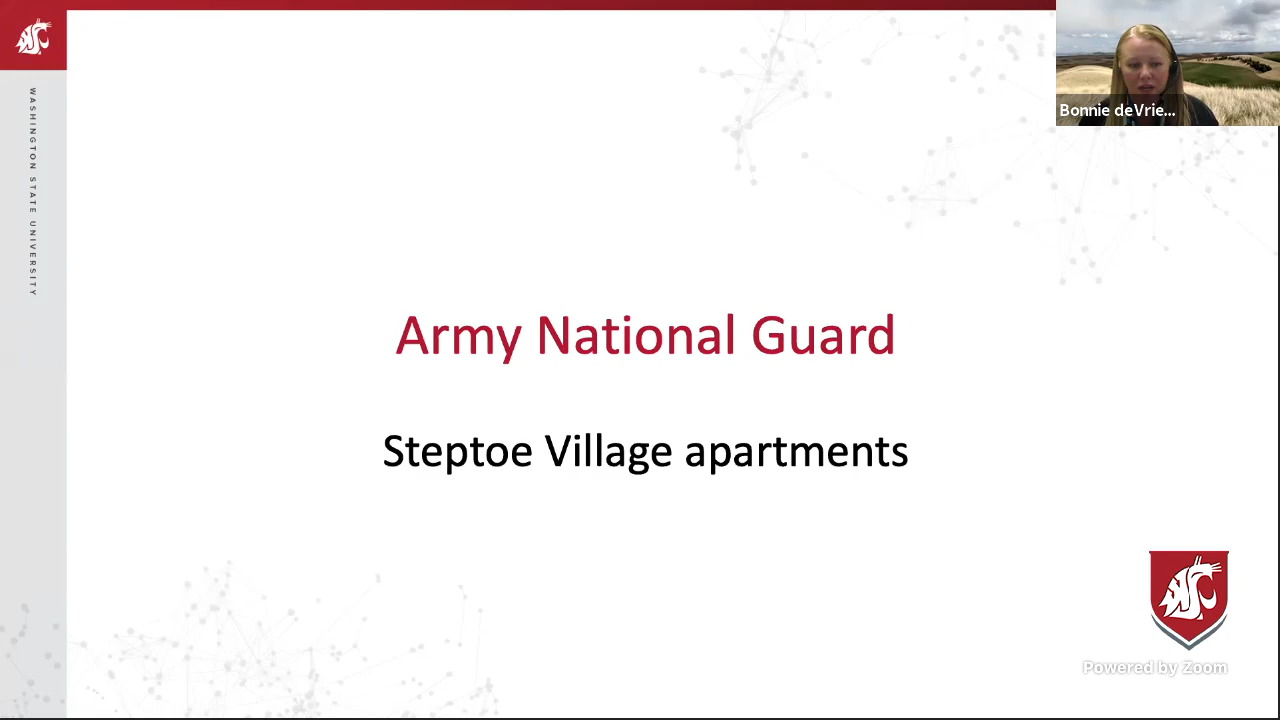 WASHINGTON STATE UNIVERSITY
Bonnie deVrie...
Army National Guard
Steptoe Village apartments
Powered by Zoom